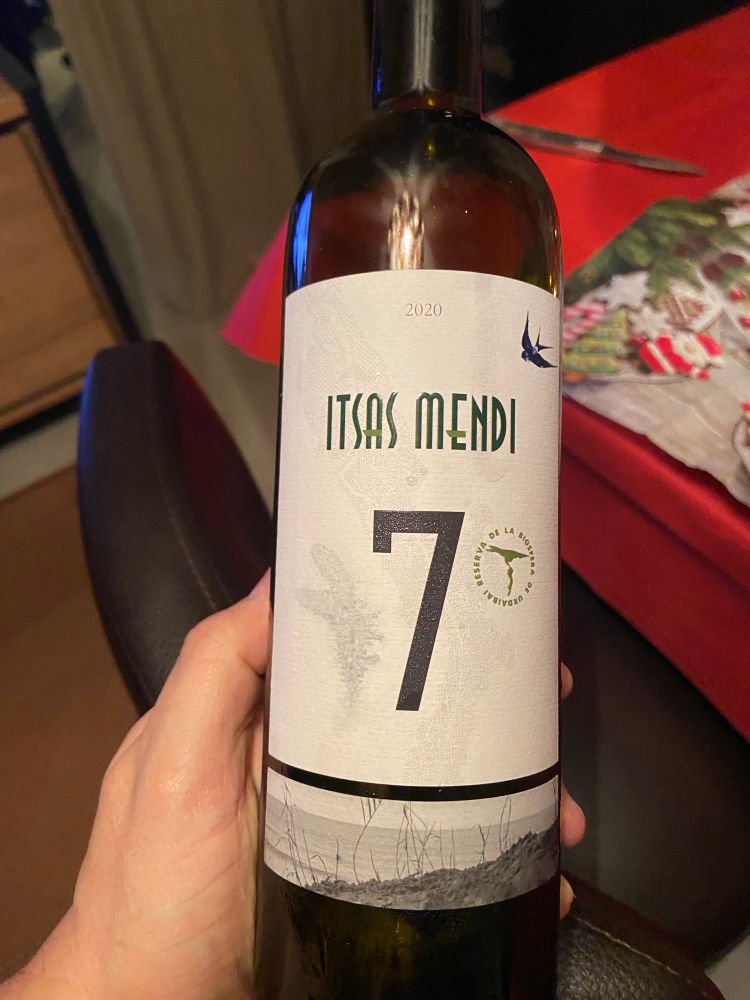 2020
ITSAS MENDI
7
RESERVA DE LA BIOSFERA DE URDAIBAI